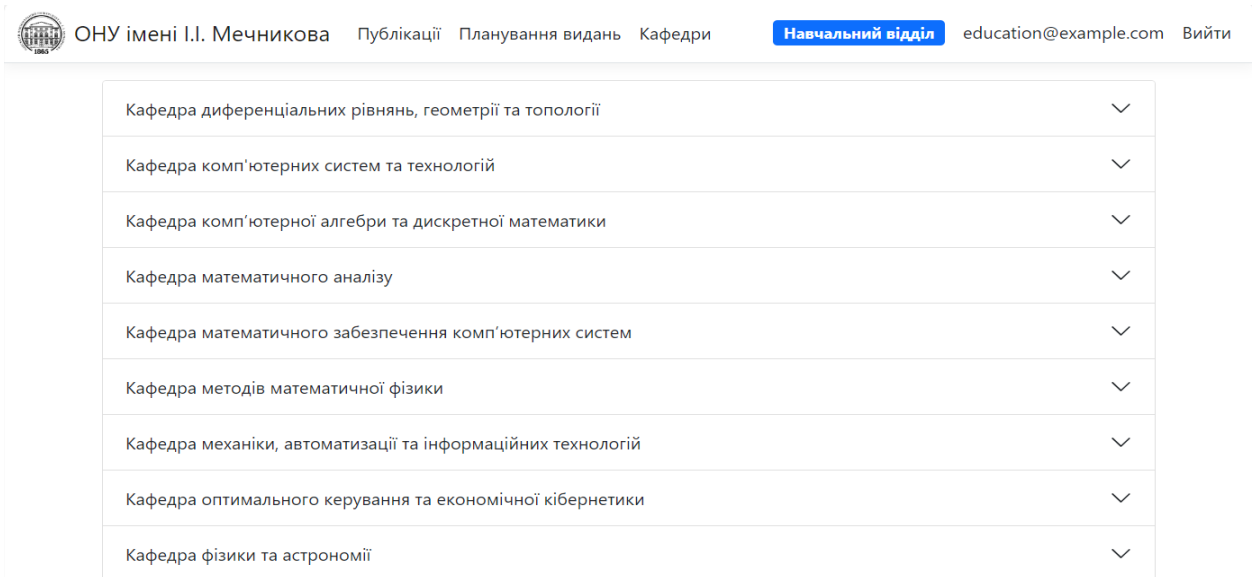 1865
ОНУ імені І.І. Мечникова Публікації Планування видань Кафедри Навчальний відділ education@example.com Вийти
Кафедра диференціальних рівнянь, геометрії та топології
Кафедра комп'ютерних систем та технологій
Кафедра комп’ютерної алгебри та дискретної математики
Кафедра математичного аналізу
Кафедра математичного забезпечення комп’ютерних систем
Кафедра методів математичної фізики
Кафедра механіки, автоматизації та інформаційних технологій
Кафедра оптимального керування та економічної кібернетики
Кафедра фізики та астрономії